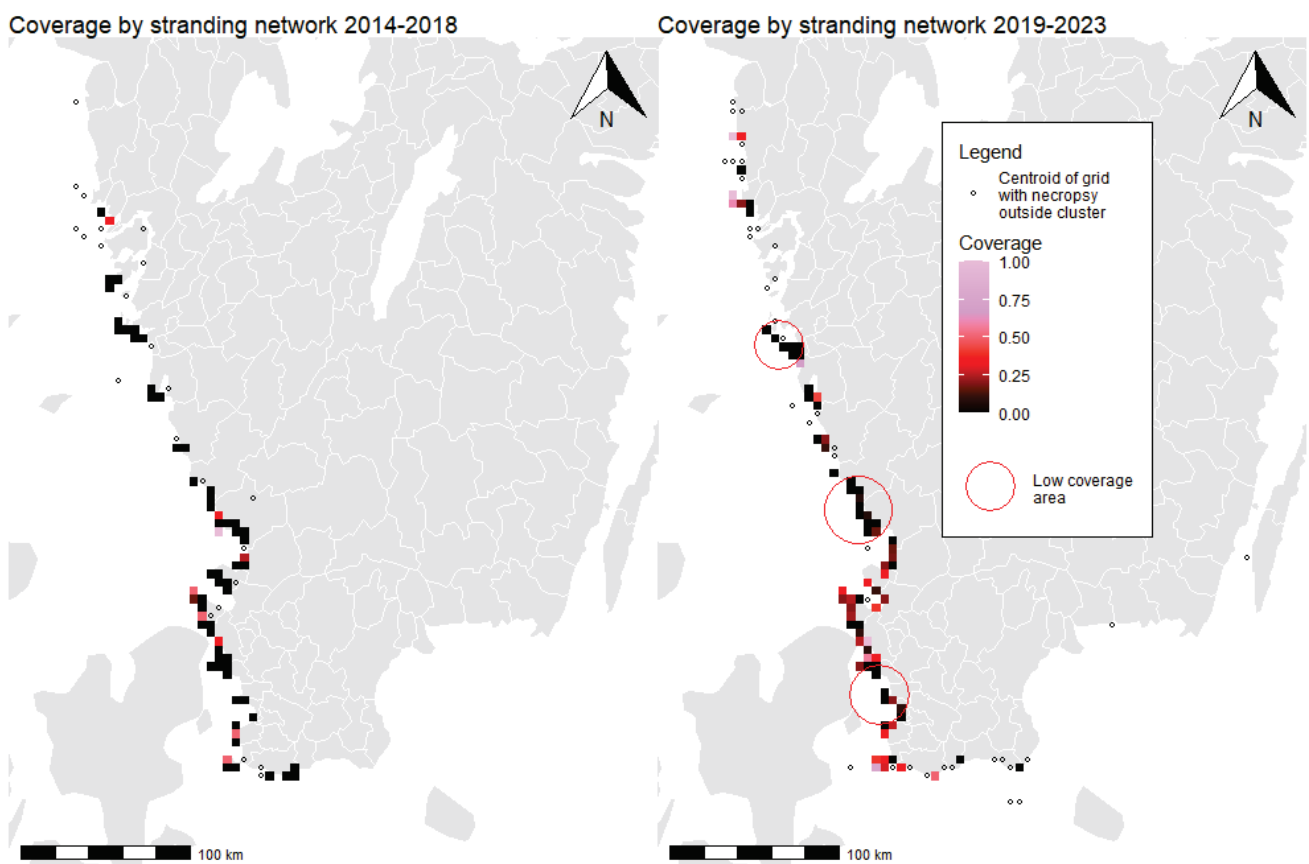 Coverage by stranding network 2014-2018
Coverage by stranding network 2019-2023
N
N
Legend
Centroid of grid
with necropsy
outside cluster
Coverage
1.00
0.75
0.50
0.25
0.00
Low coverage
area
100 km
100 km